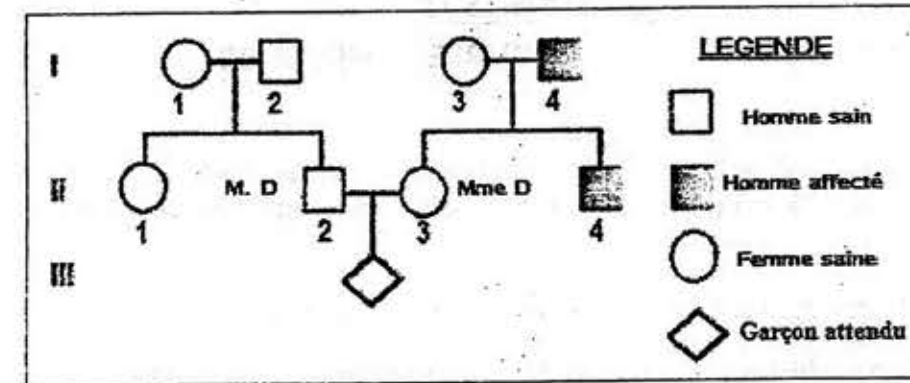 LEGENDE
I
1 2 3 4
Homme sain
Homme affecté
II
M. D
Mme D
1 2 3 4
Femme saine
III
Garçon attendu